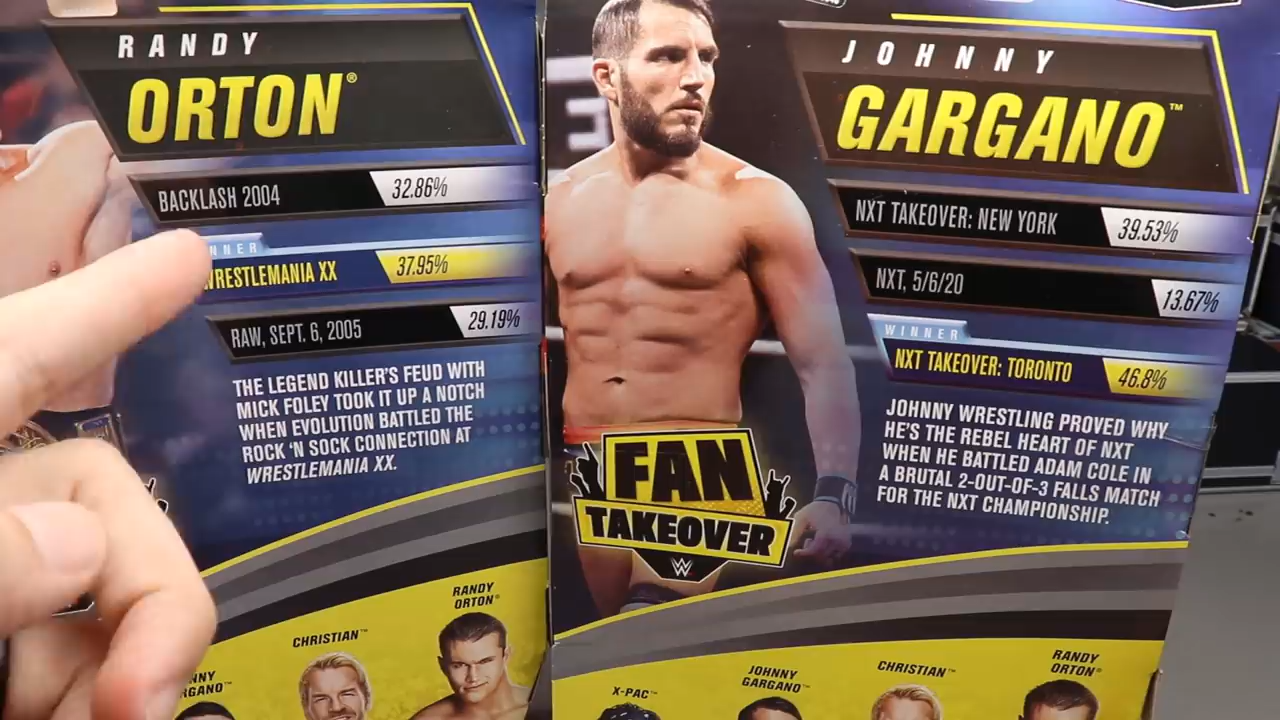 RANDY
ORTON®
BACKLASH 2004 32.86%
WRESTLEMANIA XX 37.95%
RAW, SEPT. 6, 2005 29.19%
THE LEGEND KILLER'S FEUD WITH
MICK FOLEY TOOK IT UP A NOTCH
WHEN EVOLUTION BATTLED THE
ROCK 'N SOCK CONNECTION AT
WRESTLEMANIA XX.
CHRISTIAN™
RANDY
ORTON®
JOHNNY
GARGANO™
NXT TAKEOVER: NEW YORK 39.53%
NXT, 5/6/20 13.67%
WINNER
NXT TAKEOVER: TORONTO 46.8%
JOHNNY WRESTLING PROVED WHY
HE'S THE REBEL HEART OF NXT
WHEN HE BATTLED ADAM COLE IN
A BRUTAL 2-OUT-OF-3 FALLS MATCH
FOR THE NXT CHAMPIONSHIP.
FAN
TAKEOVER
W
X-PAC™
JOHNNY
GARGANO™
CHRISTIAN™
RANDY
ORTON®